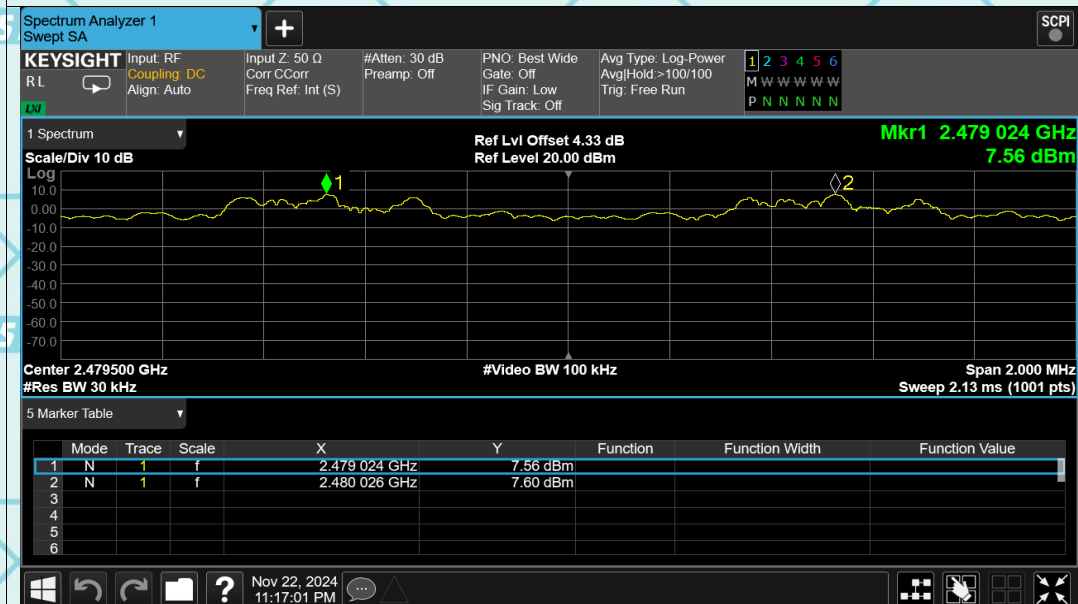 Spectrum Analyzer 1
Swept SA
SCPI
KEYSIGHT
R L
LXI
Input: RF
Coupling: DC
Align: Auto
Input Z: 50 Ω
Corr CCorr
Freq Ref: Int (S)
#Atten: 30 dB
Preamp: Off
PNO: Best Wide
Gate: Off
IF Gain: Low
Sig Track: Off
Avg Type: Log-Power
Avg|Hold:>100/100
Trig: Free Run
1 2 3 4 5 6
M W W W W W
P N N N N N
1 Spectrum
Scale/Div 10 dB
Ref Lvl Offset 4.33 dB
Ref Level 20.00 dBm
Mkr1 2.479 024 GHz
7.56 dBm
Log
10.0
0.00
-10.0
-20.0
-30.0
-40.0
-50.0
-60.0
-70.0
1
2
Center 2.479500 GHz
#Res BW 30 kHz
#Video BW 100 kHz
Span 2.000 MHz
Sweep 2.13 ms (1001 pts)
5 Marker Table
Mode Trace Scale X Y Function Function Width Function Value
1 N 1 f 2.479 024 GHz 7.56 dBm
2 N 1 f 2.480 026 GHz 7.60 dBm
3
4
5
6
?
Nov 22, 2024
11:17:01 PM